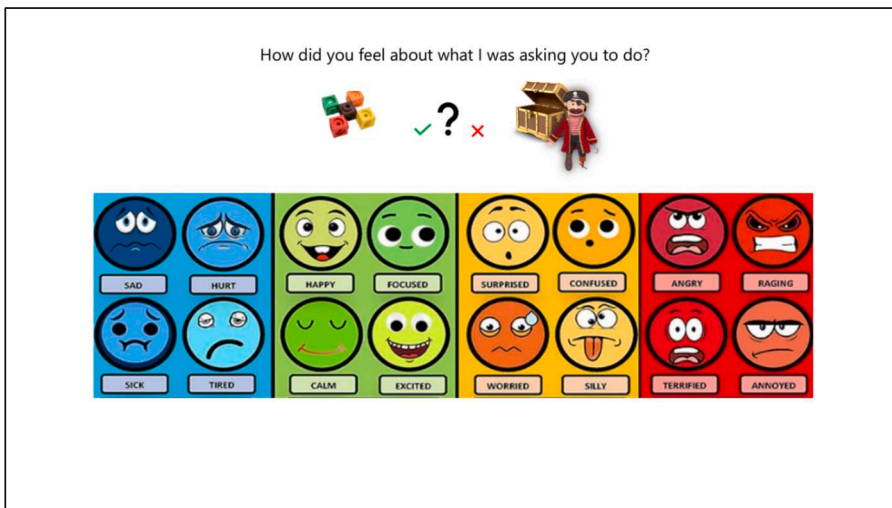 How did you feel about what I was asking you to do?
?
SAD HURT HAPPY FOCUSED SURPRISED CONFUSED ANGRY RAGING
SICK TIRED CALM EXCITED WORRIED SILLY TERRIFIED ANNOYED